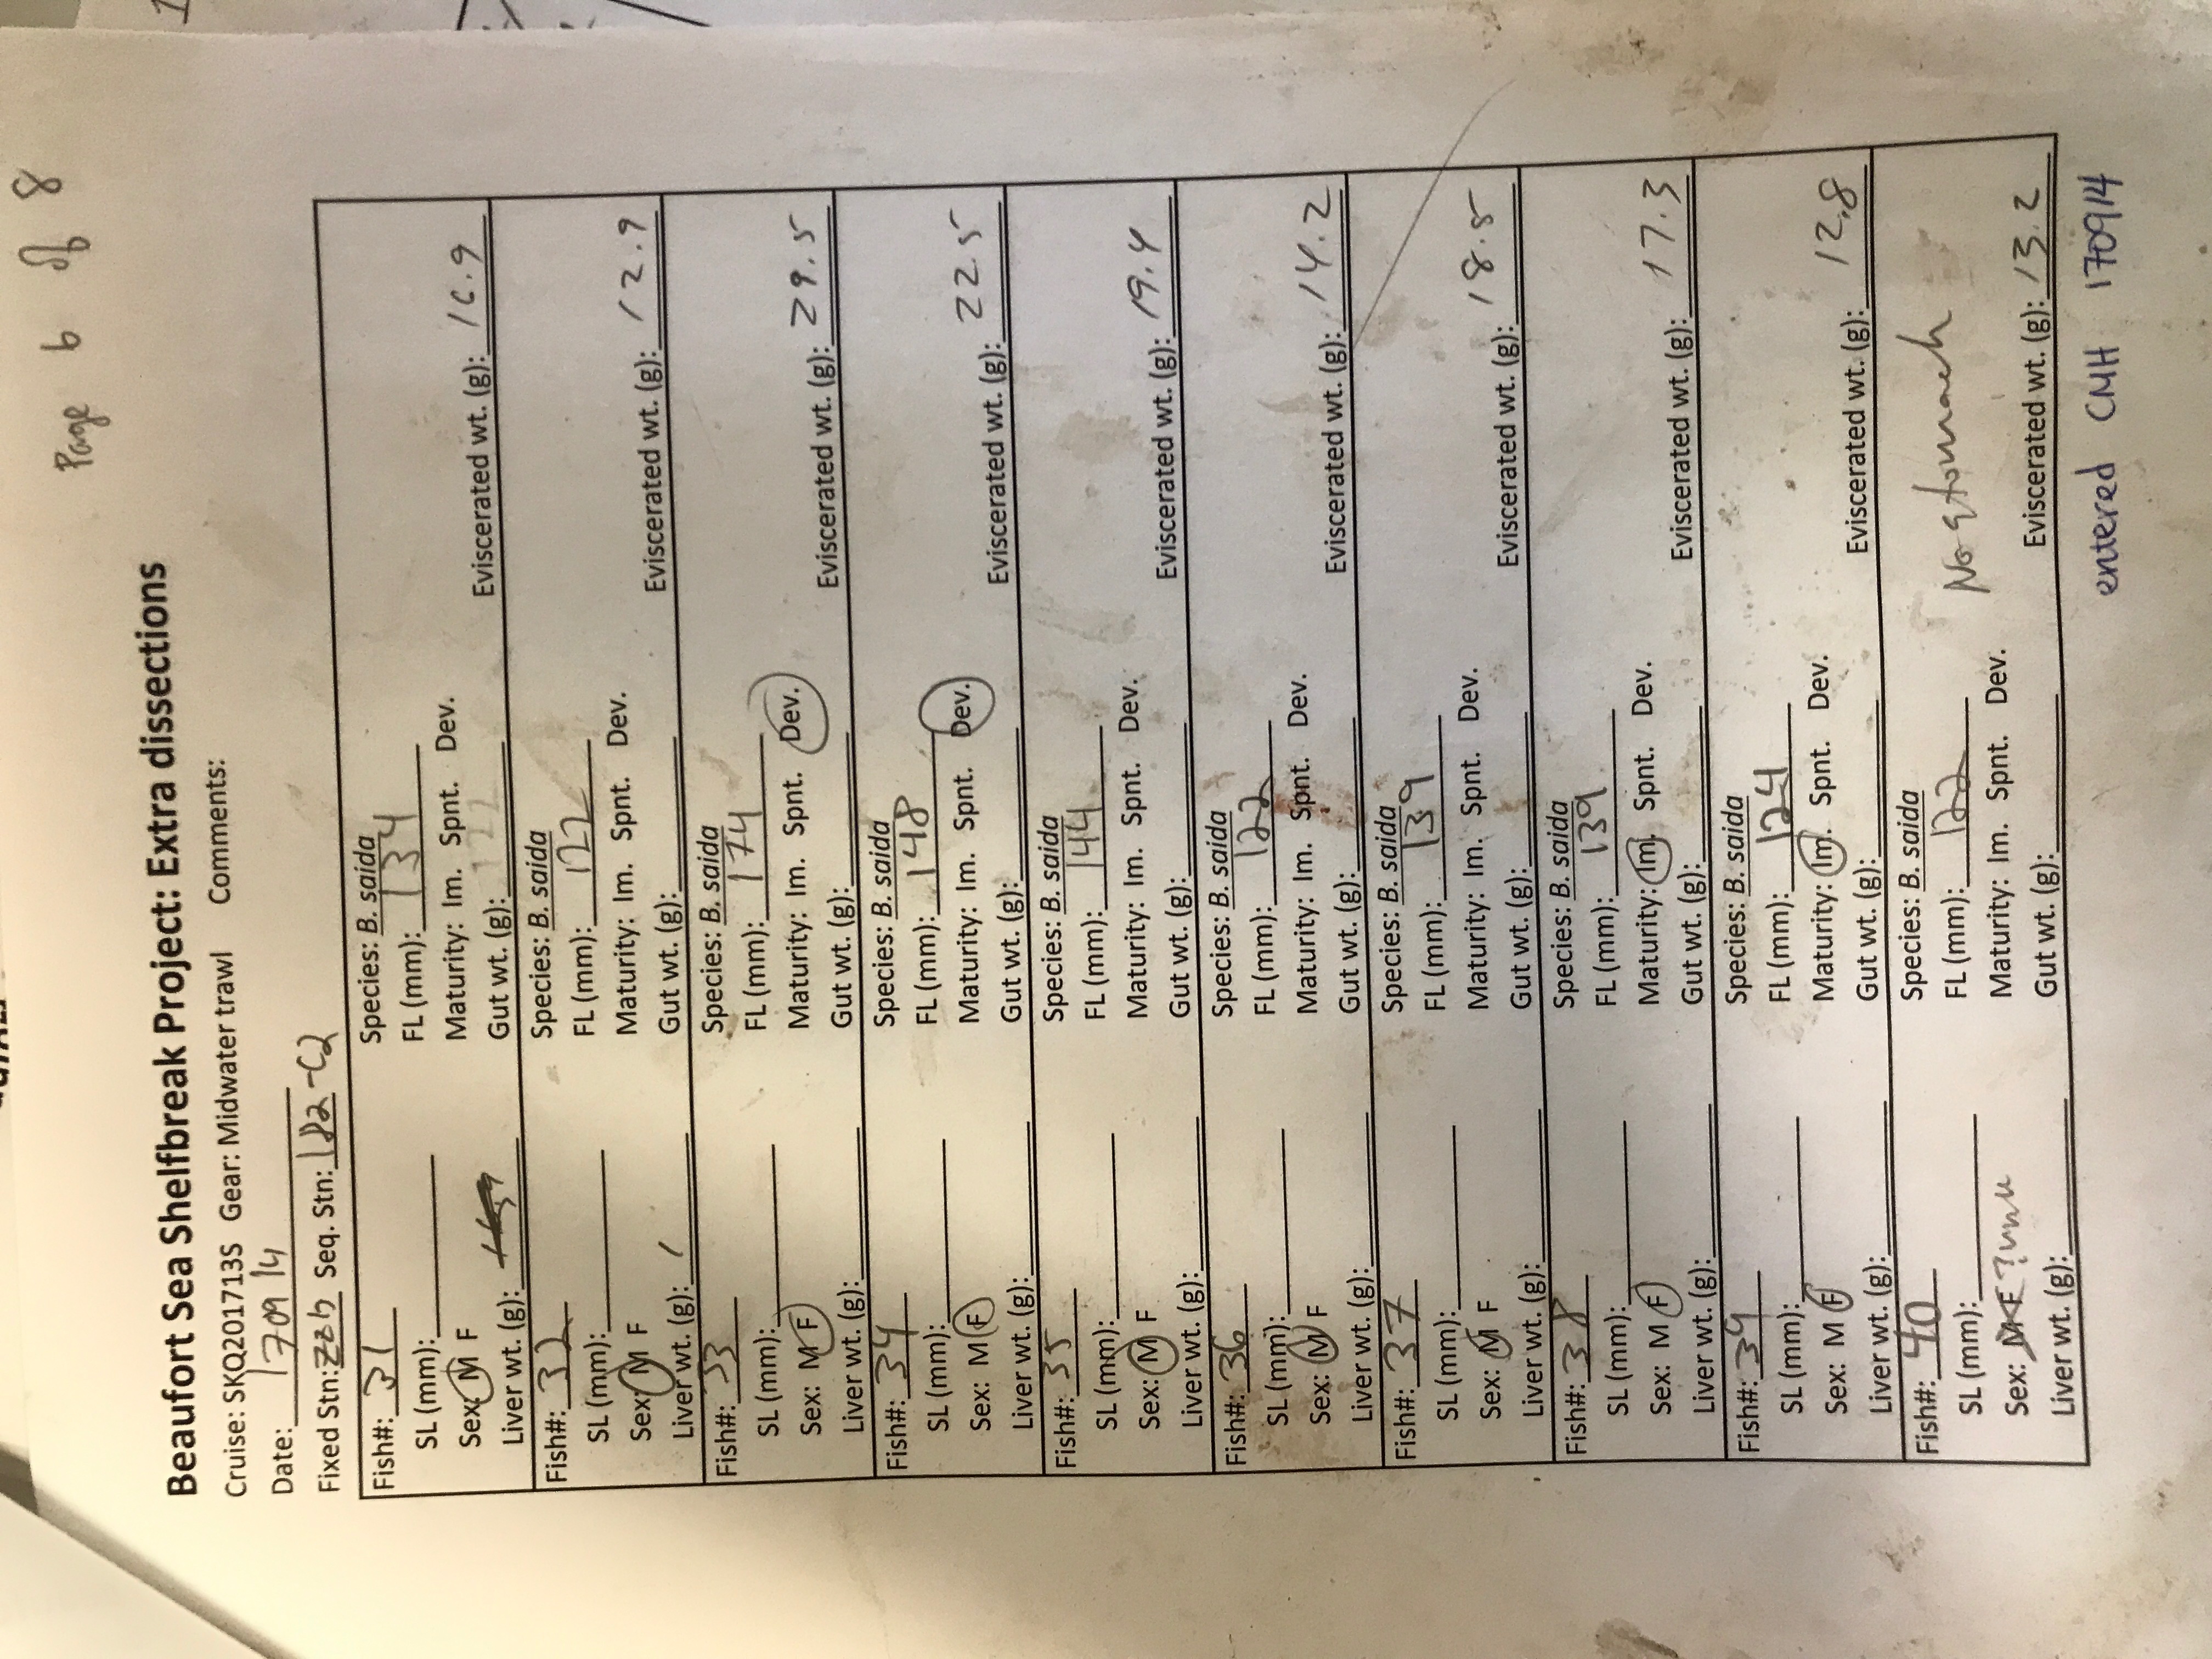 Page 6 of 8
Beaufort Sea Shelfbreak Project: Extra dissections
Cruise: SKQ201713S Gear: Midwater trawl Comments:
Date: 170914
Fixed Stn: Seq. Stn: 182-C2
Fish#: 31 Species: B. saida
SL (mm): FL (mm): 134
Sex: M F Maturity: Im. Spnt. Dev.
Liver wt. (g): Gut wt. (g): Eviscerated wt. (g): 16.9
Fish#: 32 Species: B. saida
SL (mm): FL (mm): 122
Sex: M F Maturity: Im. Spnt. Dev.
Liver wt. (g): Gut wt. (g): Eviscerated wt. (g): 12.9
Fish#: 33 Species: B. saida
SL (mm): FL (mm): 174
Sex: M F Maturity: Im. Spnt. Dev.
Liver wt. (g): Gut wt. (g): Eviscerated wt. (g): 29.5
Fish#: 34 Species: B. saida
SL (mm): FL (mm): 148
Sex: M F Maturity: Im. Spnt. Dev.
Liver wt. (g): Gut wt. (g): Eviscerated wt. (g): 22.5
Fish#: 35 Species: B. saida
SL (mm): FL (mm): 144
Sex: M F Maturity: Im. Spnt. Dev.
Liver wt. (g): Gut wt. (g): Eviscerated wt. (g): 19.4
Fish#: 36 Species: B. saida
SL (mm): FL (mm): 122
Sex: M F Maturity: Im. Spnt. Dev.
Liver wt. (g): Gut wt. (g): Eviscerated wt. (g): 14.2
Fish#: 37 Species: B. saida
SL (mm): FL (mm): 139
Sex: M F Maturity: Im. Spnt. Dev.
Liver wt. (g): Gut wt. (g): Eviscerated wt. (g): 18.5
Fish#: 38 Species: B. saida
SL (mm): FL (mm): 139
Sex: M F Maturity: Im. Spnt. Dev.
Liver wt. (g): Gut wt. (g): Eviscerated wt. (g): 17.3
Fish#: 39 Species: B. saida
SL (mm): FL (mm): 124
Sex: M F Maturity: Im. Spnt. Dev.
Liver wt. (g): Gut wt. (g): Eviscerated wt. (g): 12.8
Fish#: 40 Species: B. saida
SL (mm): FL (mm): 122 No stomach
Sex: M F Maturity: Im. Spnt. Dev.
Liver wt. (g): Gut wt. (g): Eviscerated wt. (g): 13.2
entered CMH 170914